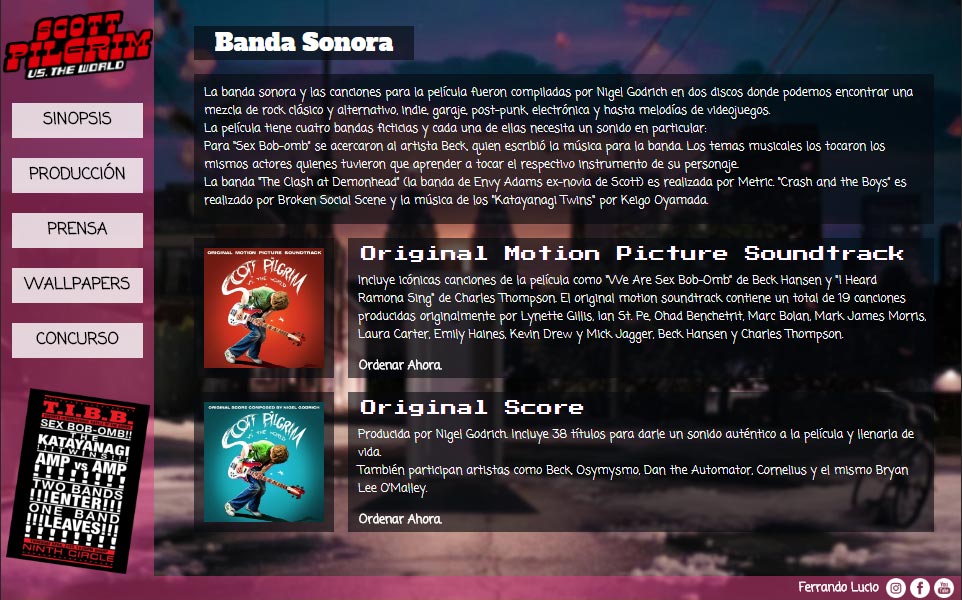 SCOTT
PILGRIM
VS. THE WORLD
SINOPSIS
PRODUCCIÓN
PRENSA
WALLPAPERS
CONCURSO
T.I.B.B.
SEX BOB-OMB!!
THE
KATAYANAGI
!!TWINS!!
AMP vs AMP
TWO BANDS
!!!ENTER!!!
ONE BAND
!!!LEAVES!!!
NINTH CIRCLE
Banda Sonora
La banda sonora y las canciones para la película fueron compiladas por Nigel Godrich en dos discos donde podemos encontrar una
mezcla de rock clásico y alternativo, indie, garaje, post-punk, electrónica y hasta melodías de videojuegos.
La película tiene cuatro bandas ficticias y cada una de ellas necesita un sonido en particular:
Para "Sex Bob-omb" se acercaron al artista Beck, quien escribió la música para la banda. Los temas musicales los tocaron los
mismos actores quienes tuvieron que aprender a tocar el respectivo instrumento de su personaje.
La banda "The Clash at Demonhead" (la banda de Envy Adams ex-novia de Scott) es realizada por Metric. "Crash and the Boys" es
realizado por Broken Social Scene y la música de los "Katayanagi Twins" por Keigo Oyamada.
ORIGINAL MOTION PICTURE SOUNDTRACK
SCOTT PILGRIM
VS. THE WORLD
Original Motion Picture Soundtrack
Incluye icónicas canciones de la película como "We Are Sex Bob-Omb" de Beck Hansen y "I Heard
Ramona Sing" de Charles Thompson. El original motion soundtrack contiene un total de 19 canciones
producidas originalmente por Lynette Gillis, Ian St. Pe, Ohad Benchetrit, Marc Bolan, Mark James Morris,
Laura Carter, Emily Haines, Kevin Drew y Mick Jagger, Beck Hansen y Charles Thompson.
Ordenar Ahora.
ORIGINAL SCORE COMPOSED BY NIGEL GODRICH
SCOTT PILGRIM
VS. THE WORLD
Original Score
Producida por Nigel Godrich. Incluye 38 títulos para darle un sonido auténtico a la película y llenarla de
vida.
También participan artistas como Beck, Osymysmo, Dan the Automator, Cornelius y el mismo Bryan
Lee O'Malley.
Ordenar Ahora.
Ferrando Lucio
You
Tube